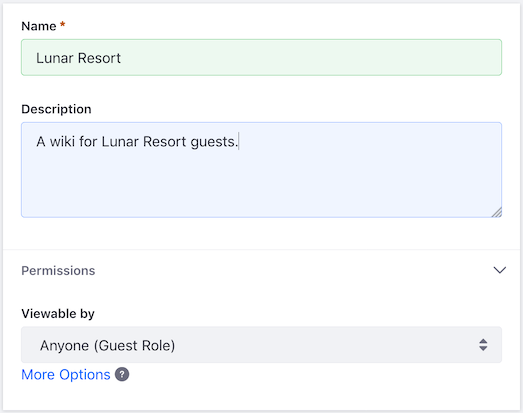 Name *
Lunar Resort
Description
A wiki for Lunar Resort guests.
Permissions
Viewable by
Anyone (Guest Role)
More Options ?